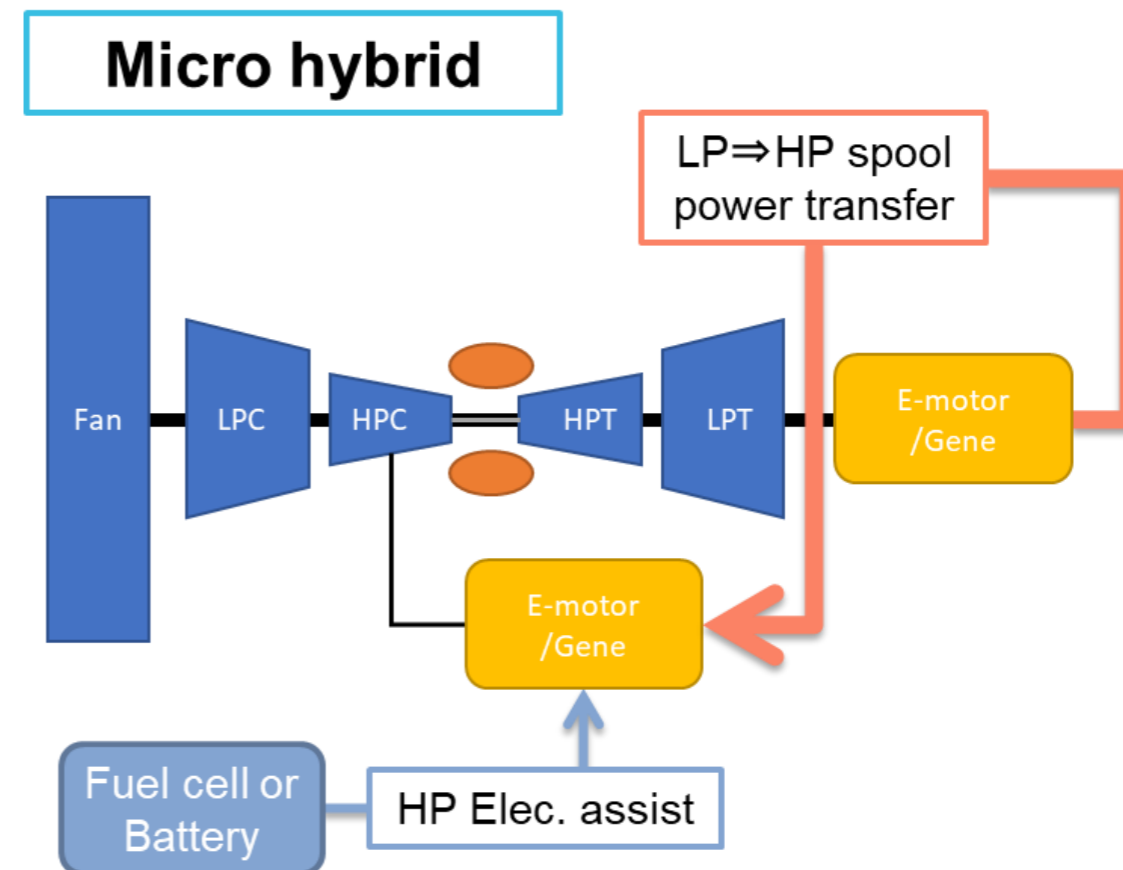 Micro hybrid
LP⇒HP spool
power transfer
Fan
LPC
HPC
HPT
LPT
E-motor
/Gene
E-motor
/Gene
Fuel cell or
Battery
HP Elec. assist